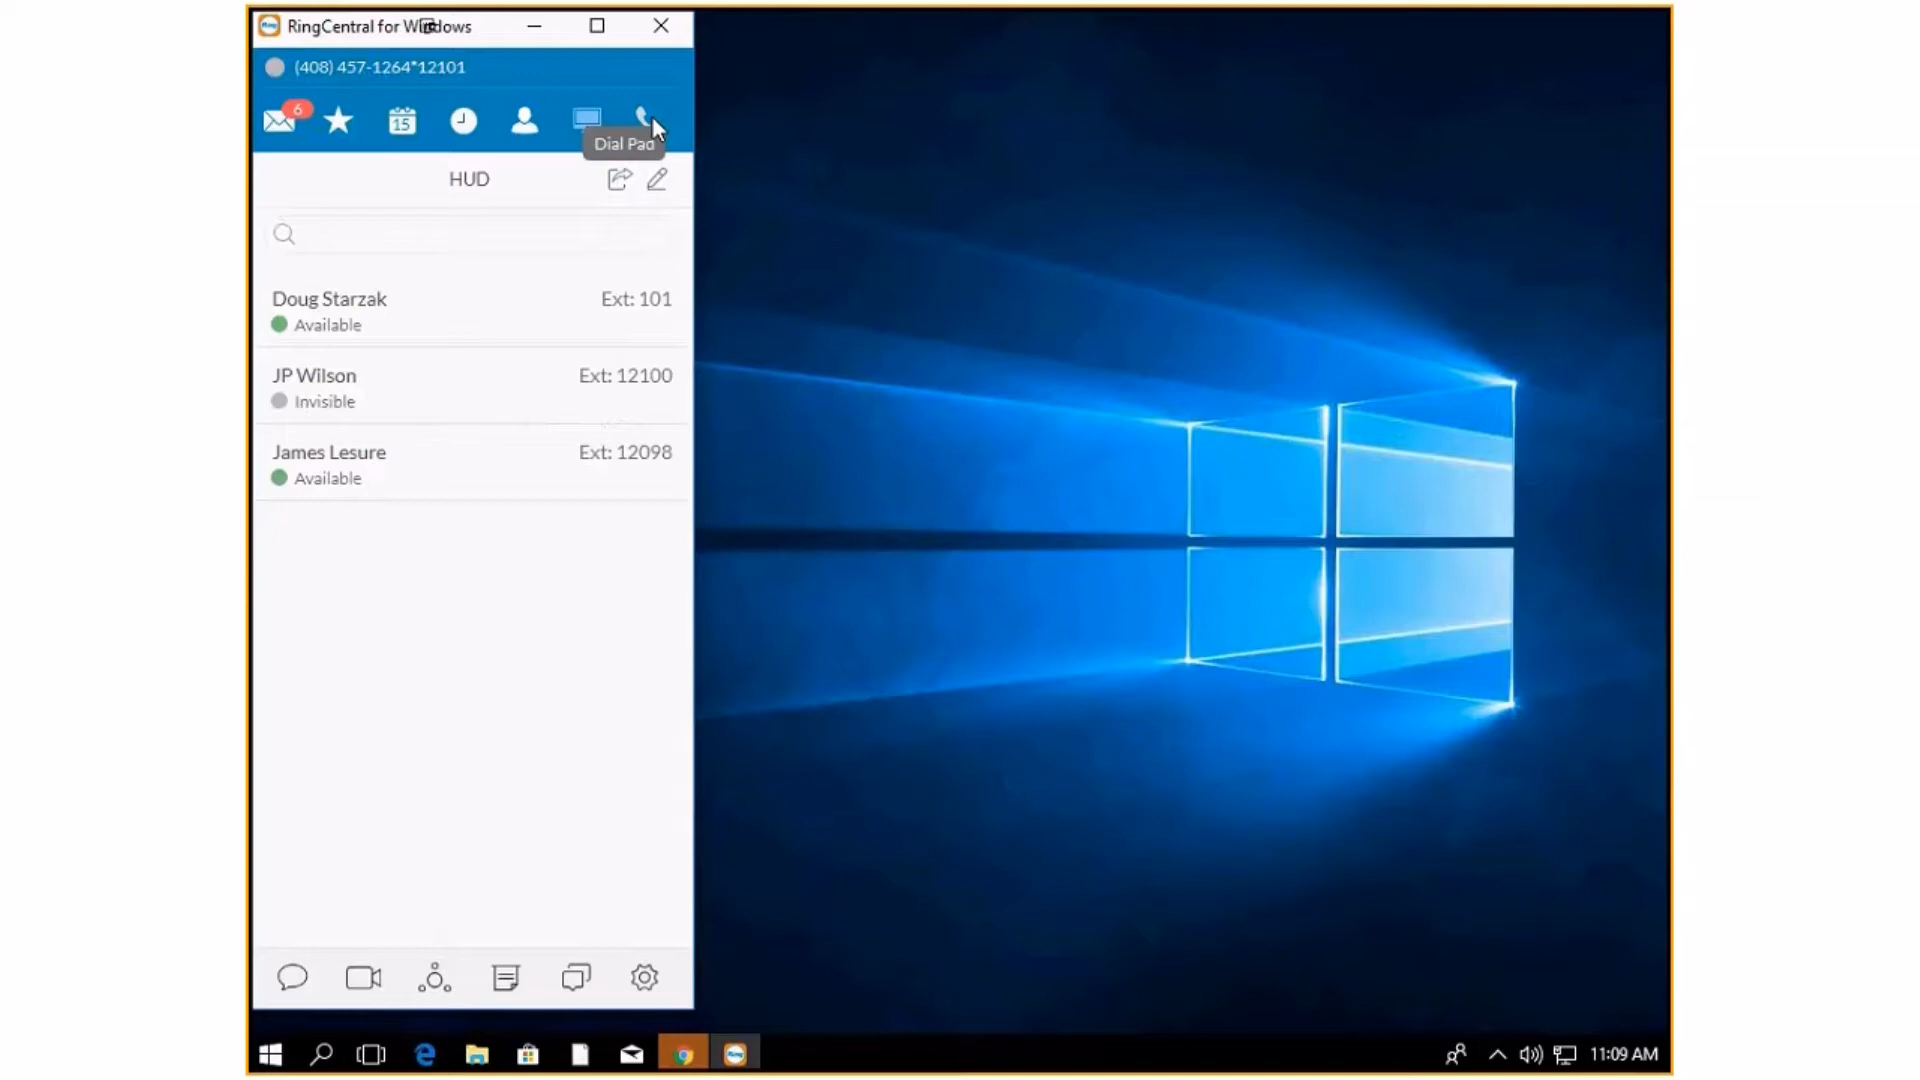 RingCentral for Windows
(408) 457-1264*12101
6
15
Dial Pad
HUD
Doug Starzak Ext: 101
Available
JP Wilson Ext: 12100
Invisible
James Lesure Ext: 12098
Available
11:09 AM